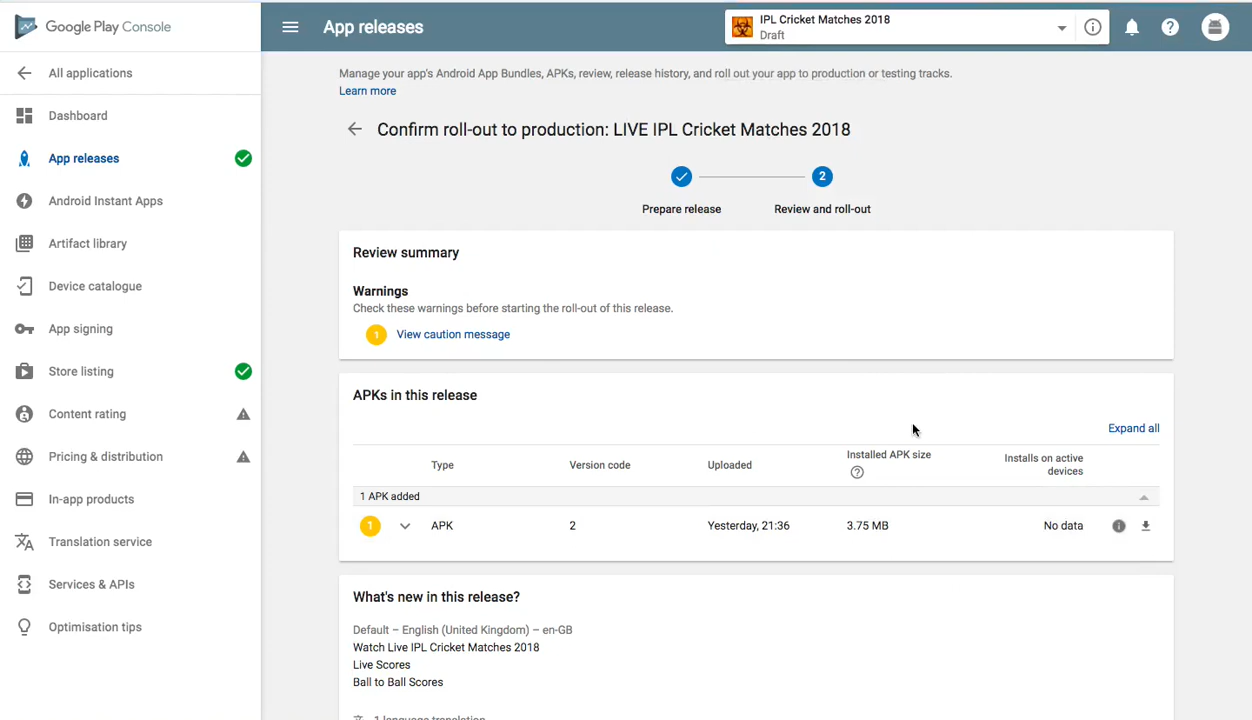 Google Play Console
App releases
IPL Cricket Matches 2018
Draft
All applications
Dashboard
App releases
Android Instant Apps
Artifact library
Device catalogue
App signing
Store listing
Content rating
Pricing & distribution
In-app products
Translation service
Services & APIs
Optimisation tips
Manage your app's Android App Bundles, APKs, review, release history, and roll out your app to production or testing tracks.
Learn more
Confirm roll-out to production: LIVE IPL Cricket Matches 2018
2
Prepare release
Review and roll-out
Review summary
Warnings
Check these warnings before starting the roll-out of this release.
1 View caution message
APKs in this release
Expand all
Type Version code Uploaded Installed APK size Installs on active
devices
1 APK added
1 APK 2 Yesterday, 21:36 3.75 MB No data
What's new in this release?
Default – English (United Kingdom) – en-GB
Watch Live IPL Cricket Matches 2018
Live Scores
Ball to Ball Scores
1 language translation